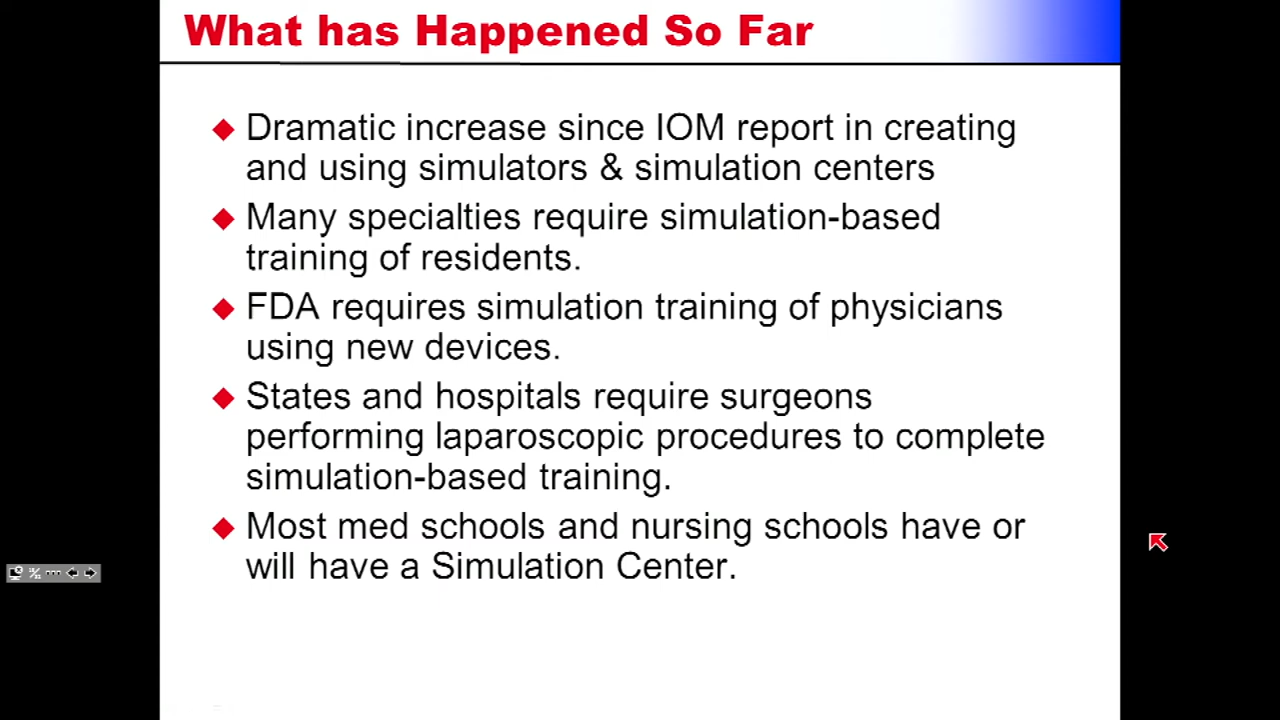 What has Happened So Far
Dramatic increase since IOM report in creating
and using simulators & simulation centers
Many specialties require simulation-based
training of residents.
FDA requires simulation training of physicians
using new devices.
States and hospitals require surgeons
performing laparoscopic procedures to complete
simulation-based training.
Most med schools and nursing schools have or
will have a Simulation Center.